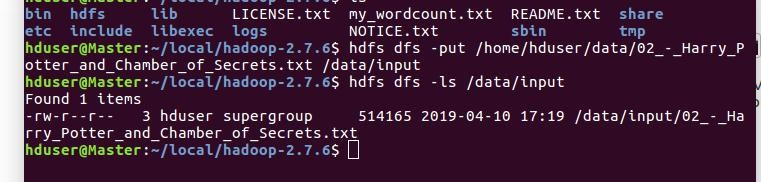 bin  hdfs     lib      LICENSE.txt  my_wordcount.txt  README.txt  share
etc  include  libexec  logs         NOTICE.txt        sbin        tmp
hduser@Master:~/local/hadoop-2.7.6$ hdfs dfs -put /home/hduser/data/02_-_Harry_P
otter_and_Chamber_of_Secrets.txt /data/input
hduser@Master:~/local/hadoop-2.7.6$ hdfs dfs -ls /data/input
Found 1 items
-rw-r--r--   3 hduser supergroup     514165 2019-04-10 17:19 /data/input/02_-_Ha
rry_Potter_and_Chamber_of_Secrets.txt
hduser@Master:~/local/hadoop-2.7.6$